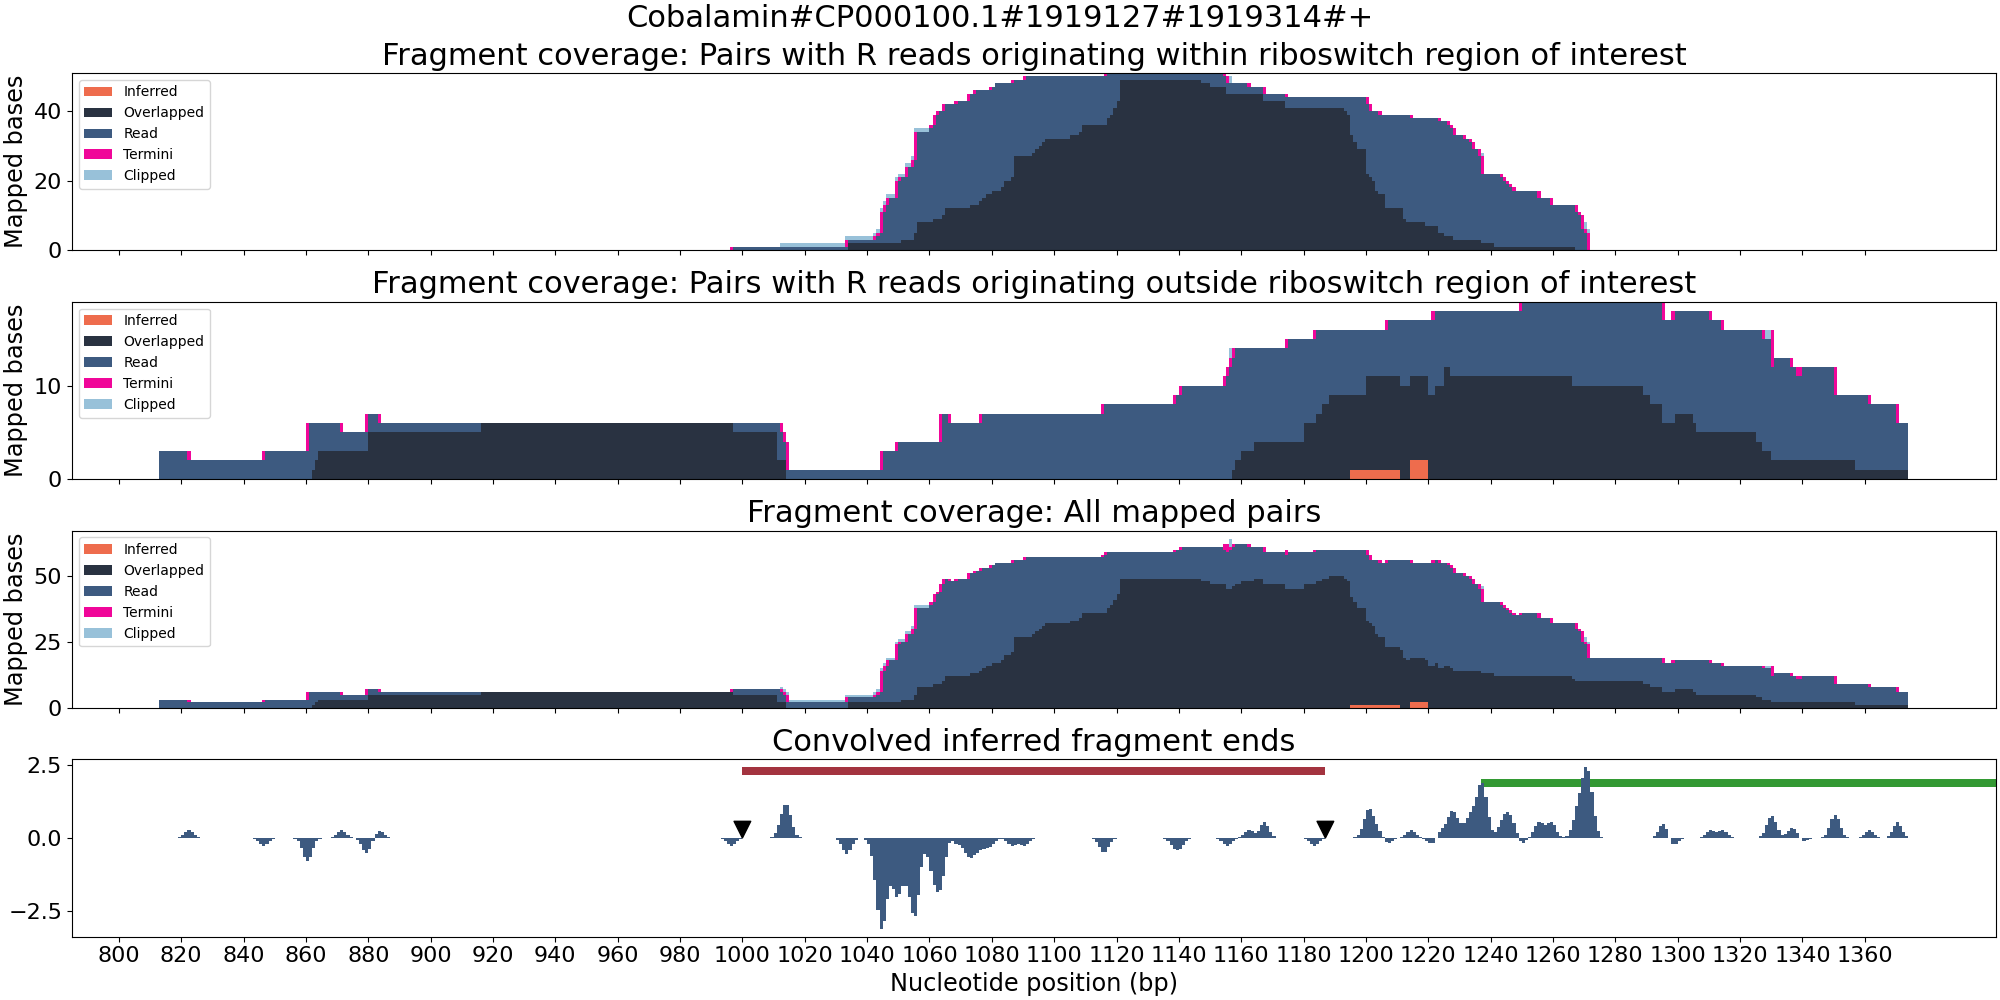 Cobalamin#CP000100.1#1919127#1919314#+
Fragment coverage: Pairs with R reads originating within riboswitch region of interest
Mapped bases
40
20
0
Inferred
Overlapped
Read
Termini
Clipped
Fragment coverage: Pairs with R reads originating outside riboswitch region of interest
Mapped bases
10
0
Inferred
Overlapped
Read
Termini
Clipped
Fragment coverage: All mapped pairs
Mapped bases
50
25
0
Inferred
Overlapped
Read
Termini
Clipped
Convolved inferred fragment ends
2.5
0.0
−2.5
800 820 840 860 880 900 920 940 960 980 1000 1020 1040 1060 1080 1100 1120 1140 1160 1180 1200 1220 1240 1260 1280 1300 1320 1340 1360
Nucleotide position (bp)